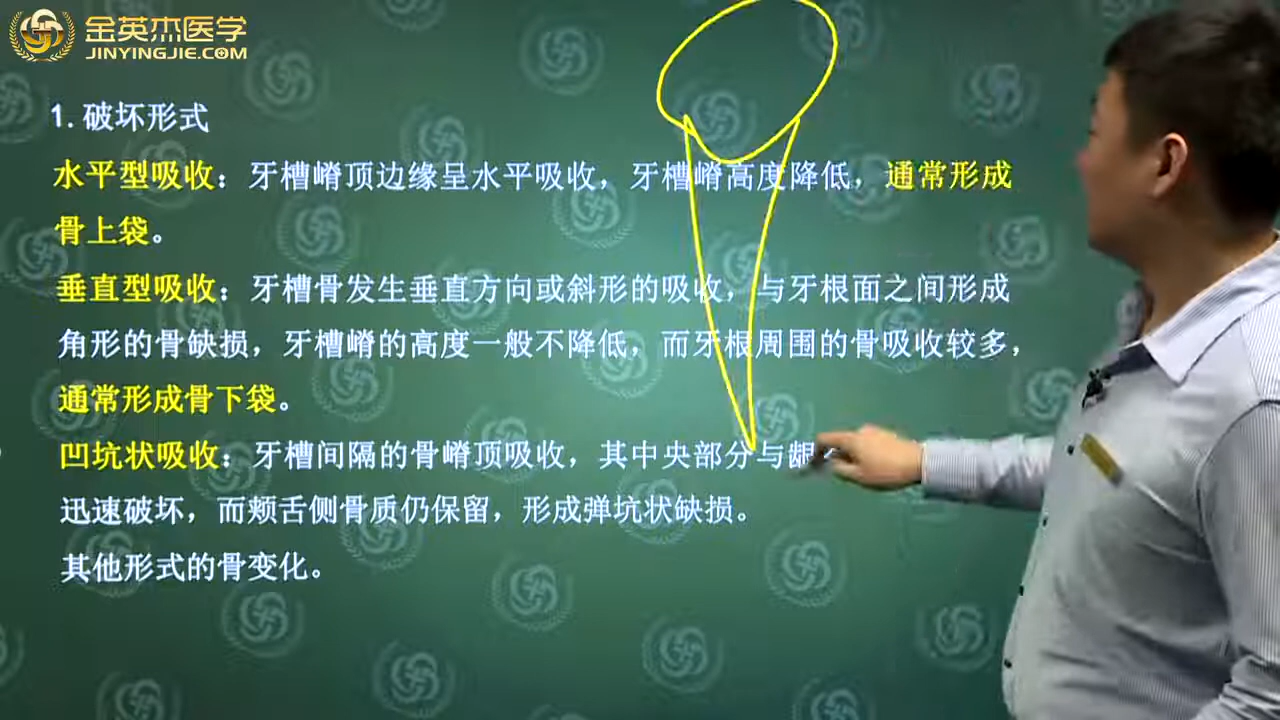 金英杰医学
JINYINGJIE.COM
1.破坏形式
水平型吸收：牙槽嵴顶边缘呈水平吸收，牙槽嵴高度降低，通常形成
骨上袋。
垂直型吸收：牙槽骨发生垂直方向或斜形的吸收，与牙根面之间形成
角形的骨缺损，牙槽嵴的高度一般不降低，而牙根周围的骨吸收较多，
通常形成骨下袋。
凹坑状吸收：牙槽间隔的骨嵴顶吸收，其中央部分与龈
迅速破坏，而颊舌侧骨质仍保留，形成弹坑状缺损。
其他形式的骨变化。